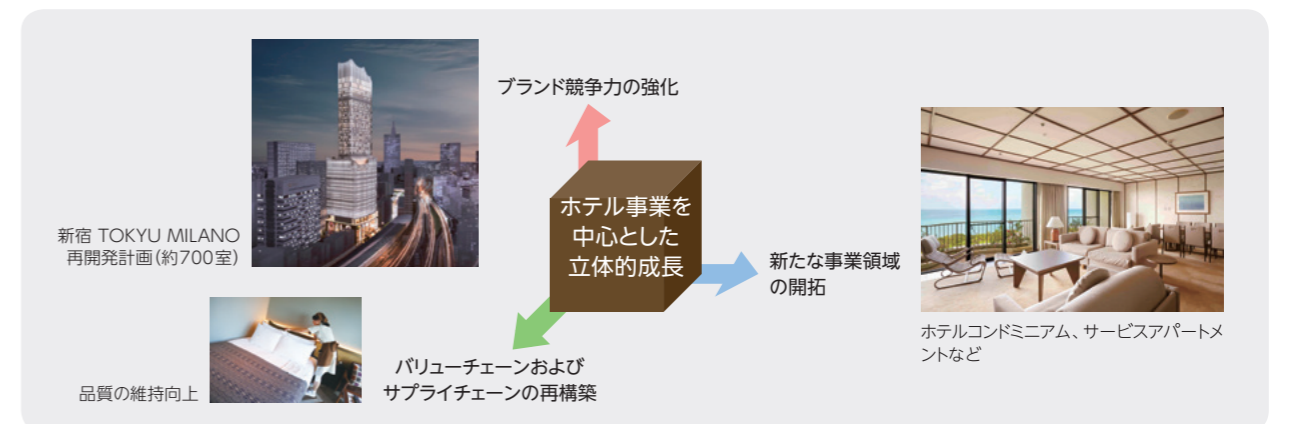 ブランド競争力の強化
新宿 TOKYU MILANO
再開発計画（約700室）
ホテル事業を
中心とした
立体的成長
新たな事業領域
の開拓
ホテルコンドミニアム、サービスアパートメ
ントなど
バリューチェーンおよび
サプライチェーンの再構築
品質の維持向上